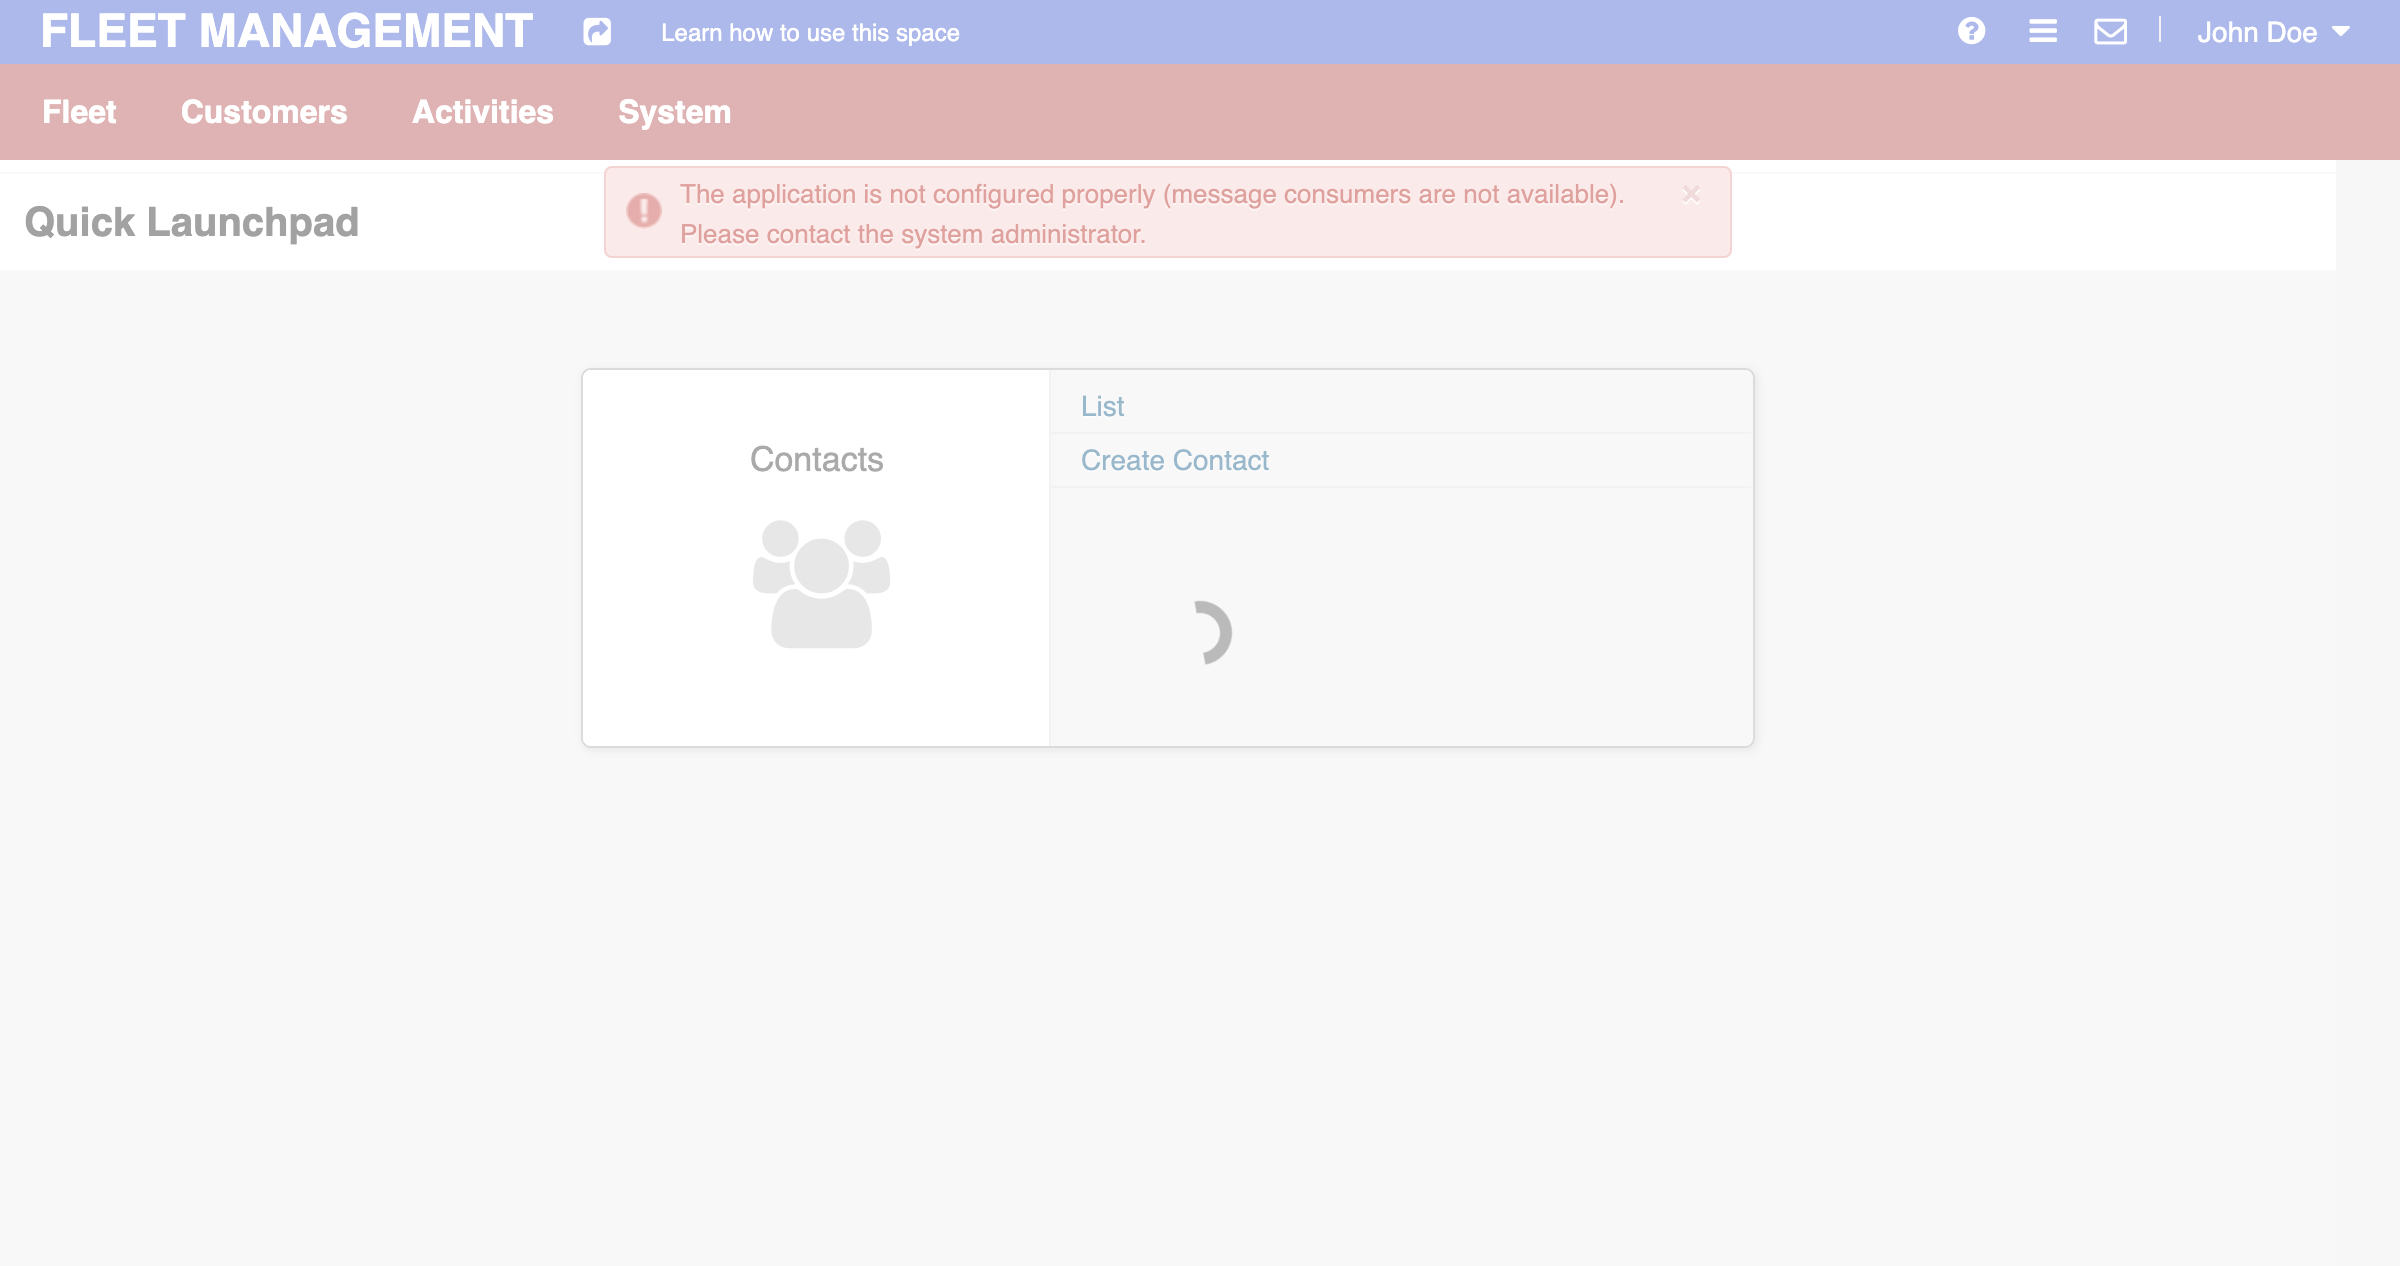 FLEET MANAGEMENT
Learn how to use this space
John Doe
Fleet
Customers
Activities
System
Quick Launchpad
The application is not configured properly (message consumers are not available).
Please contact the system administrator.
×
Contacts
List
Create Contact